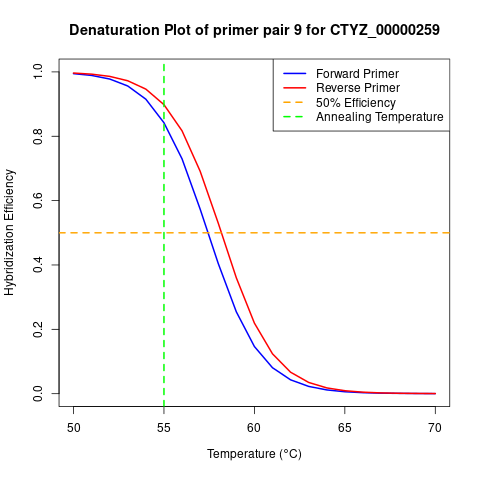 Denaturation Plot of primer pair 9 for CTYZ_00000259
Forward Primer
Reverse Primer
50% Efficiency
Annealing Temperature
Hybridization Efficiency
1.0
0.8
0.6
0.4
0.2
0.0
50
55
60
65
70
Temperature (°C)